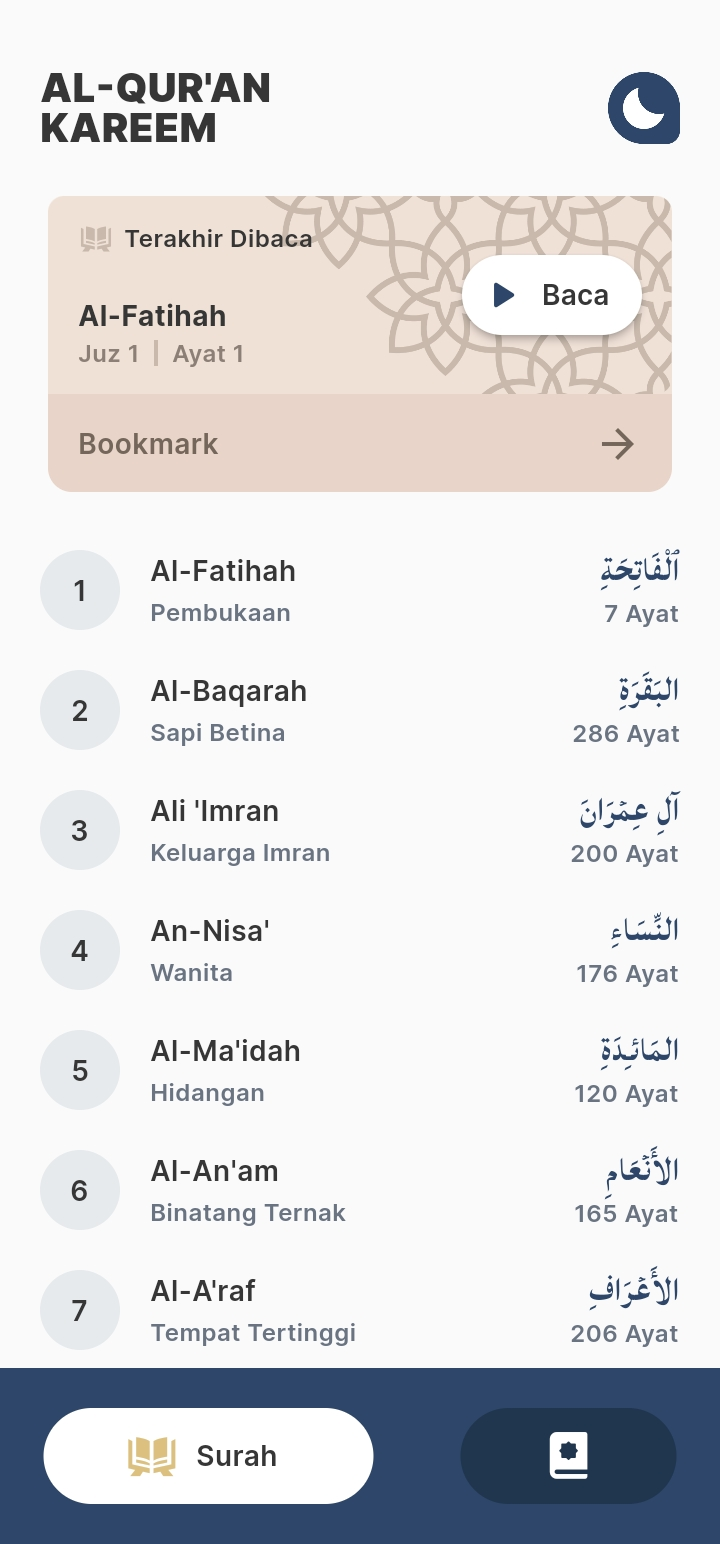 AL-QUR'AN
KAREEM
Terakhir Dibaca
Al-Fatihah
Juz 1 | Ayat 1
Baca
Bookmark
1 Al-Fatihah الْفَاتِحَةِ
Pembukaan 7 Ayat
2 Al-Baqarah البَقَرَةِ
Sapi Betina 286 Ayat
3 Ali 'Imran آلِ عِمْرَانَ
Keluarga Imran 200 Ayat
4 An-Nisa' النِّسَاءِ
Wanita 176 Ayat
5 Al-Ma'idah المَائِدَةِ
Hidangan 120 Ayat
6 Al-An'am الأَنْعَامِ
Binatang Ternak 165 Ayat
7 Al-A'raf الأَعْرَافِ
Tempat Tertinggi 206 Ayat
Surah